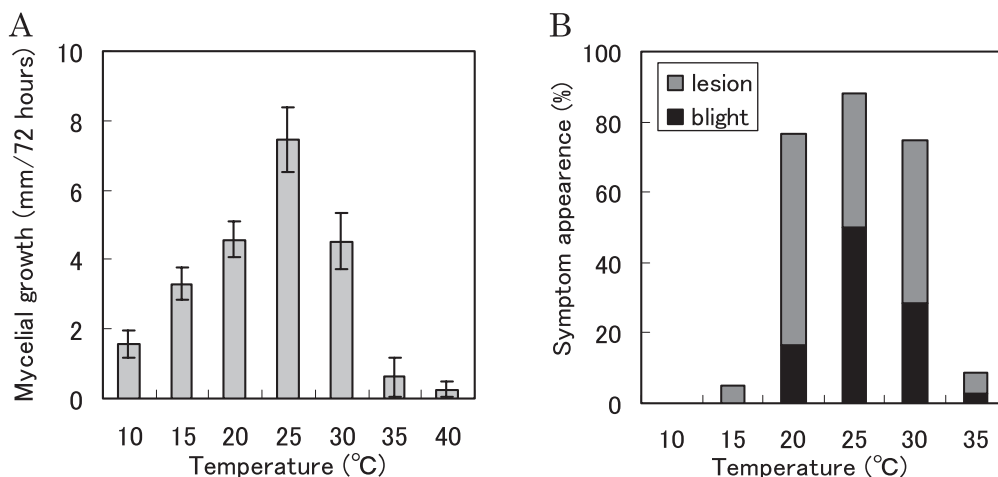 A
Mycelial growth (mm/72 hours)
10
8
6
4
2
0
10 15 20 25 30 35 40
Temperature (℃)
B
Symptom appearence (%)
100
80
60
40
20
0
lesion
blight
10 15 20 25 30 35
Temperature (℃)